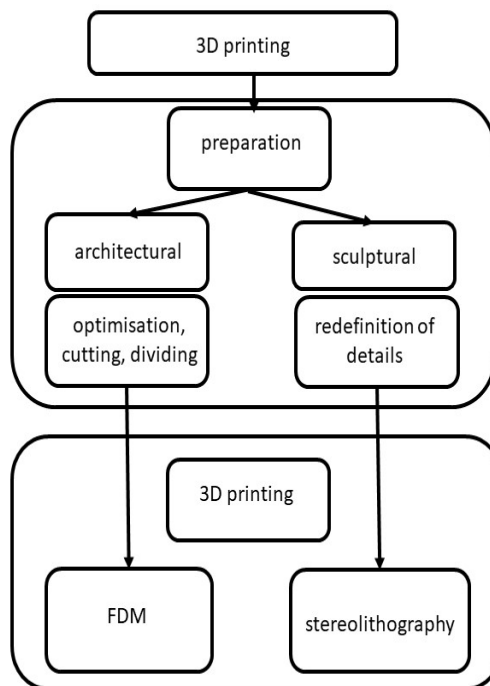 3D printing
preparation
architectural
sculptural
optimisation,
cutting, dividing
redefinition of
details
3D printing
FDM
stereolithography